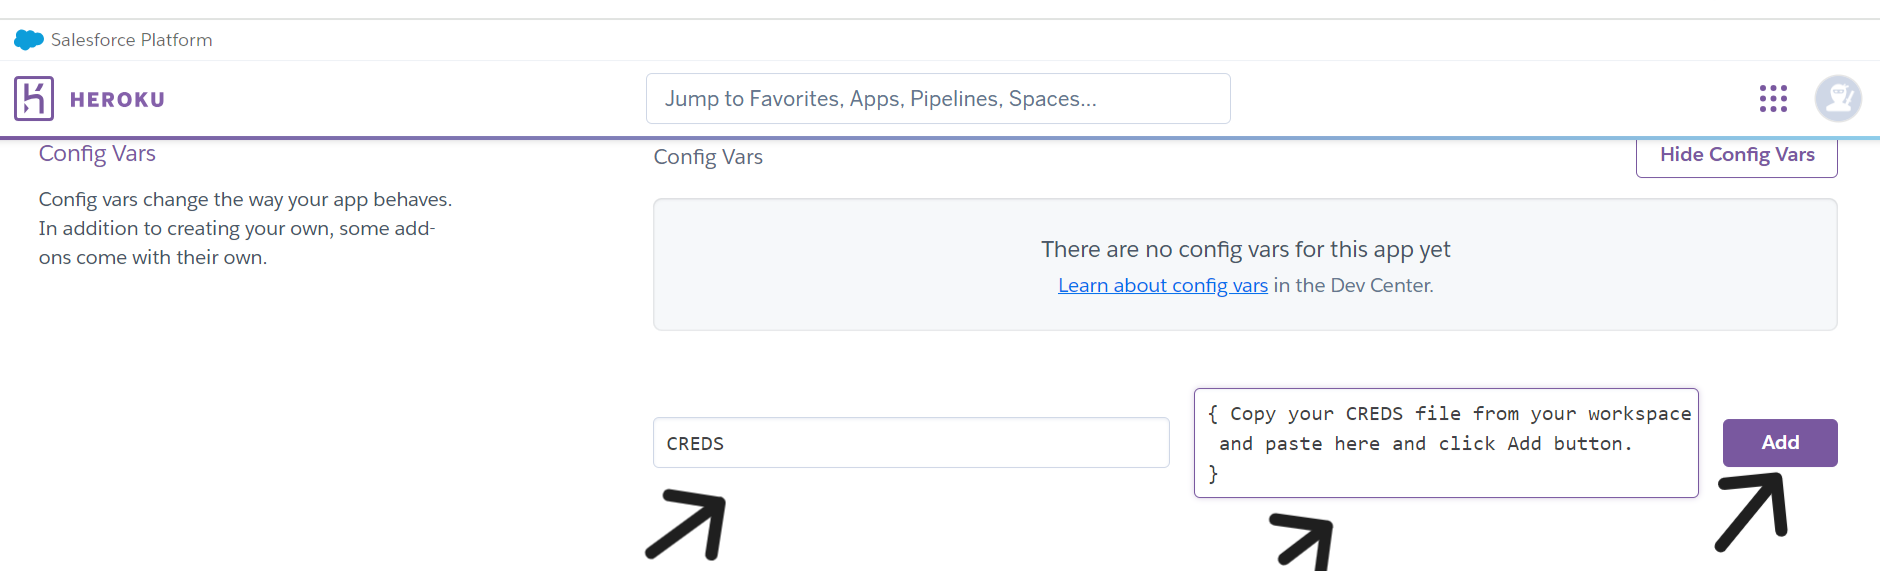 Salesforce Platform
HEROKU
Jump to Favorites, Apps, Pipelines, Spaces...
Config Vars
Config vars change the way your app behaves.
In addition to creating your own, some add-
ons come with their own.
Config Vars
Hide Config Vars
There are no config vars for this app yet
Learn about config vars in the Dev Center.
CREDS
{ Copy your CREDS file from your workspace
and paste here and click Add button.
}
Add